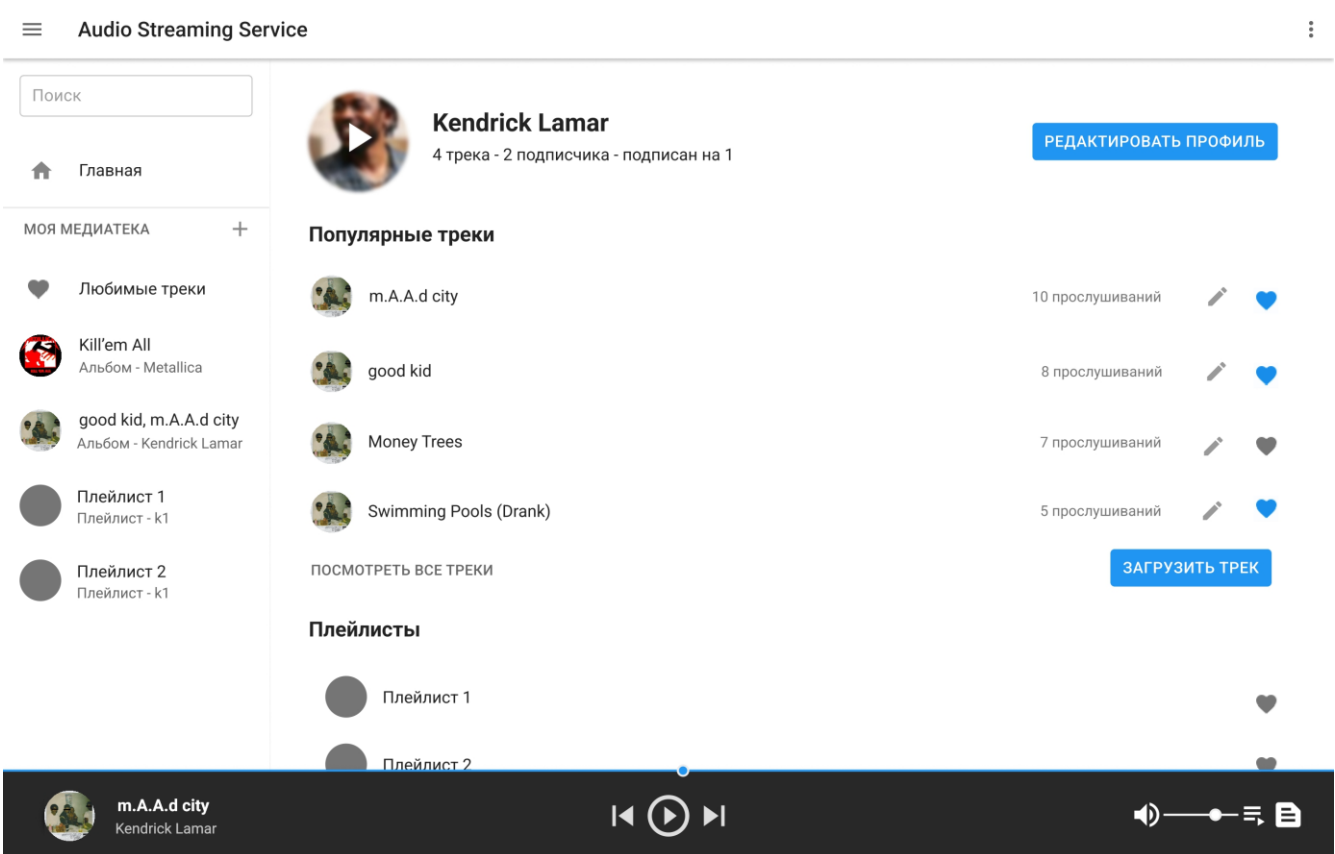 Audio Streaming Service
Поиск
Главная
МОЯ МЕДИАТЕКА
Любимые треки
Kill'em All
Альбом - Metallica
good kid, m.A.A.d city
Альбом - Kendrick Lamar
Плейлист 1
Плейлист - k1
Плейлист 2
Плейлист - k1
Kendrick Lamar
4 трека - 2 подписчика - подписан на 1
РЕДАКТИРОВАТЬ ПРОФИЛЬ
Популярные треки
m.A.A.d city 10 прослушиваний
good kid 8 прослушиваний
Money Trees 7 прослушиваний
Swimming Pools (Drank) 5 прослушиваний
ПОСМОТРЕТЬ ВСЕ ТРЕКИ ЗАГРУЗИТЬ ТРЕК
Плейлисты
Плейлист 1
Плейлист 2
m.A.A.d city
Kendrick Lamar